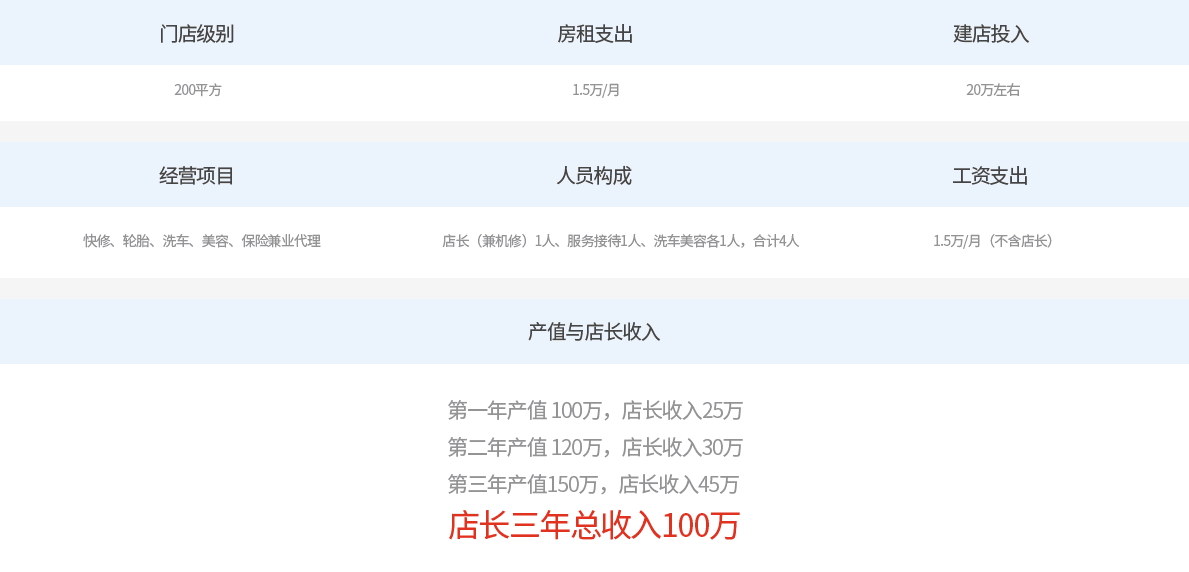 门店级别
房租支出
建店投入
200平方
1.5万/月
20万左右
经营项目
人员构成
工资支出
快修、轮胎、洗车、美容、保险兼业代理
店长（兼机修）1人、服务接待1人、洗车美容各1人，合计4人
1.5万/月（不含店长）
产值与店长收入
第一年产值 100万，店长收入25万
第二年产值 120万，店长收入30万
第三年产值150万，店长收入45万
店长三年总收入100万